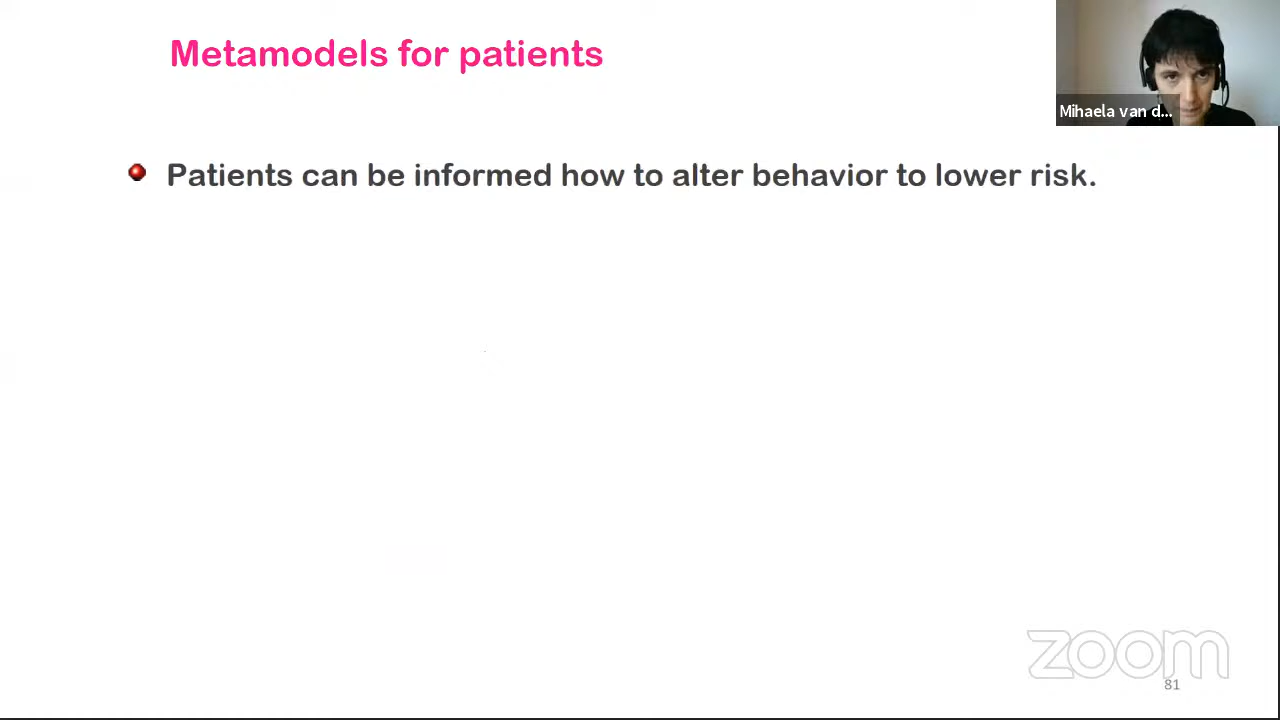 Metamodels for patients
Mihaela van d...
Patients can be informed how to alter behavior to lower risk.
zoom
81